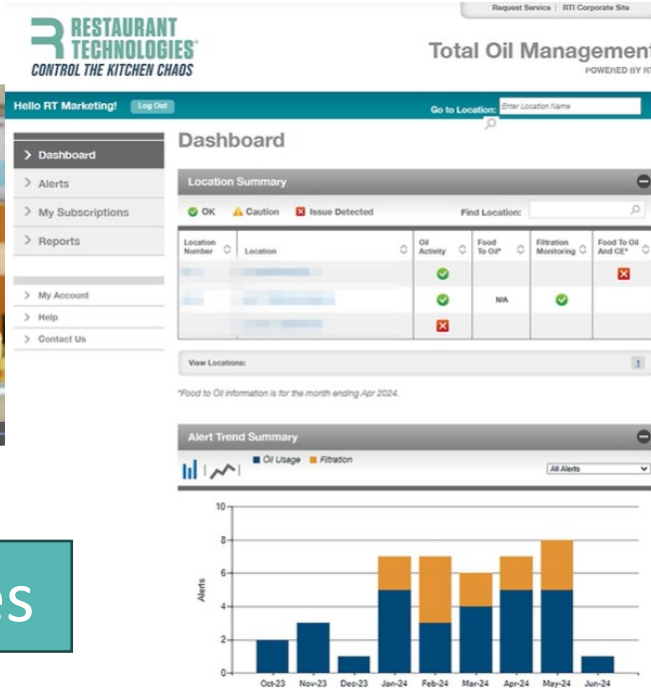 Request Service | RTI Corporate Site
RESTAURANT
TECHNOLOGIES®
CONTROL THE KITCHEN CHAOS
Total Oil Management
POWERED BY
Hello RT Marketing! Log Out
Go to Location: Enter Location Name
> Dashboard
> Alerts
> My Subscriptions
> Reports
> My Account
> Help
> Contact Us
Dashboard
Location Summary
OK Caution Issue Detected Find Location:
Location Number Location Oil Activity Food To Oil* Filtration Monitoring Food To Oil And CE*
N/A
View Locations: 1
*Food to Oil information is for the month ending Apr 2024.
Alert Trend Summary
Oil Usage Filtration All Alerts
Alerts
10
8
6
4
2
0
Oct-23 Nov-23 Dec-23 Jan-24 Feb-24 Mar-24 Apr-24 May-24 Jun-24
es